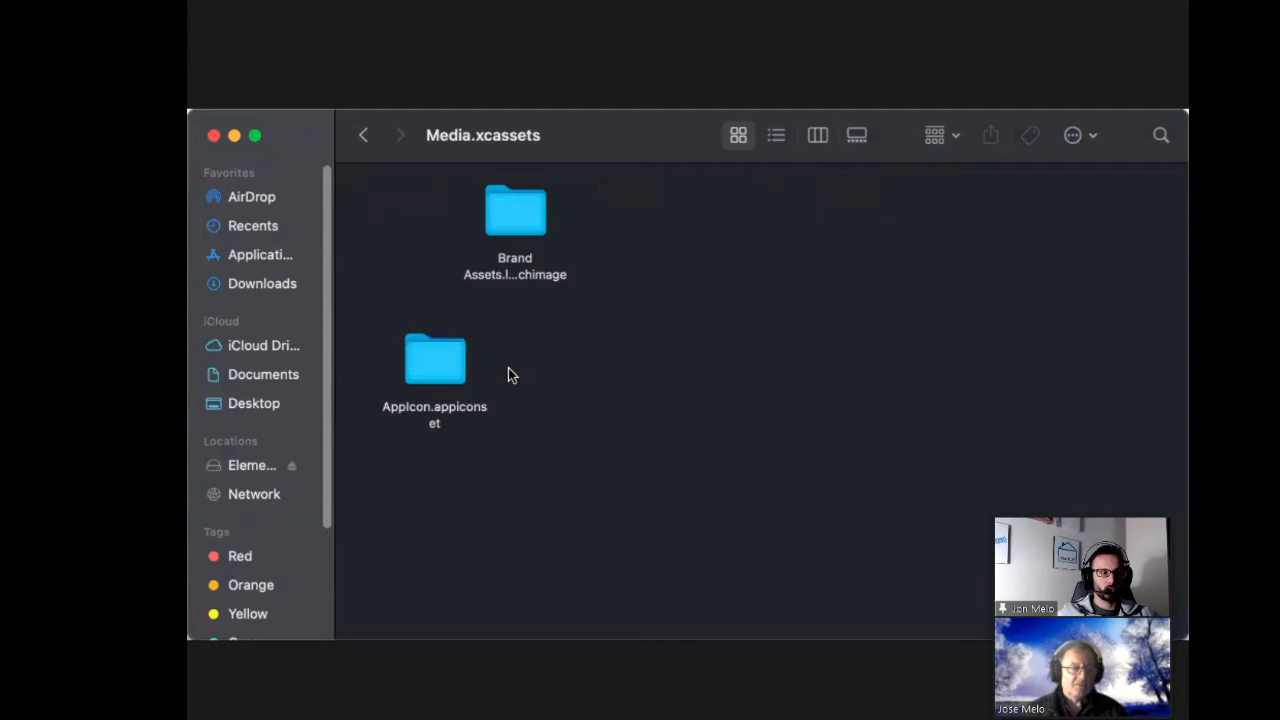 Media.xcassets
Favorites
AirDrop
Recents
Applicati...
Downloads
iCloud
iCloud Dri...
Documents
Desktop
Locations
Eleme...
Network
Tags
Red
Orange
Yellow
Brand
Assets.l...chimage
AppIcon.appicons
et
Jon Melo
Jose Melo